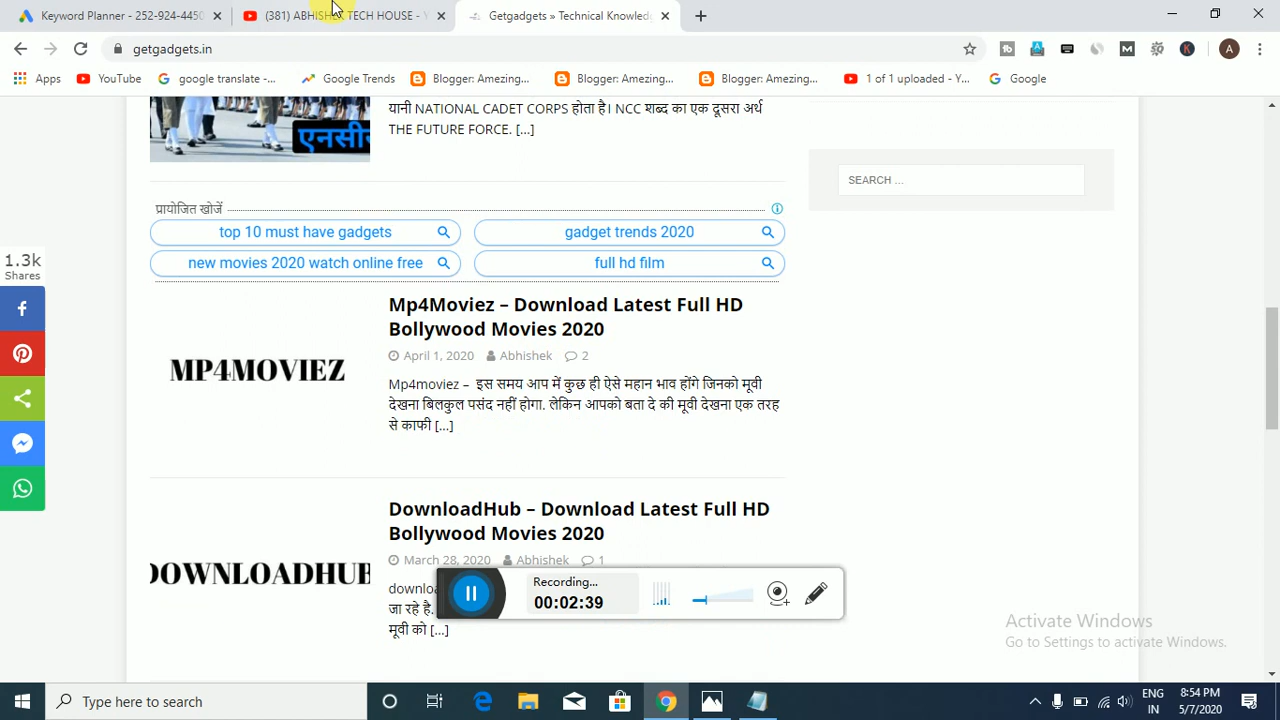 Keyword Planner - 252-924-4450
(381) ABHISHEK TECH HOUSE - Y
Getgadgets » Technical Knowled
getgadgets.in
A
Apps
YouTube
google translate -...
Google Trends
Blogger: Amezing...
Blogger: Amezing...
Blogger: Amezing...
1 of 1 uploaded - Y...
Google
यानी NATIONAL CADET CORPS होता है। NCC शब्द का एक दूसरा अर्थ
THE FUTURE FORCE. [...]
SEARCH …
प्रायोजित खोजें
top 10 must have gadgets
gadget trends 2020
new movies 2020 watch online free
full hd film
1.3k
Shares
Mp4Moviez – Download Latest Full HD
Bollywood Movies 2020
April 1, 2020 Abhishek 2
MP4MOVIEZ
Mp4moviez – इस समय आप में कुछ ही ऐसे महान भाव होंगे जिनको मूवी
देखना बिलकुल पसंद नहीं होगा. लेकिन आपको बता दे की मूवी देखना एक तरह
से काफी [...]
DownloadHub – Download Latest Full HD
Bollywood Movies 2020
March 28, 2020 Abhishek 1
DOWNLOADHUB
downloa
जा रहे है.
मूवी को [...]
Recording...
00:02:39
Activate Windows
Go to Settings to activate Windows.
Type here to search
ENG
IN
8:54 PM
5/7/2020